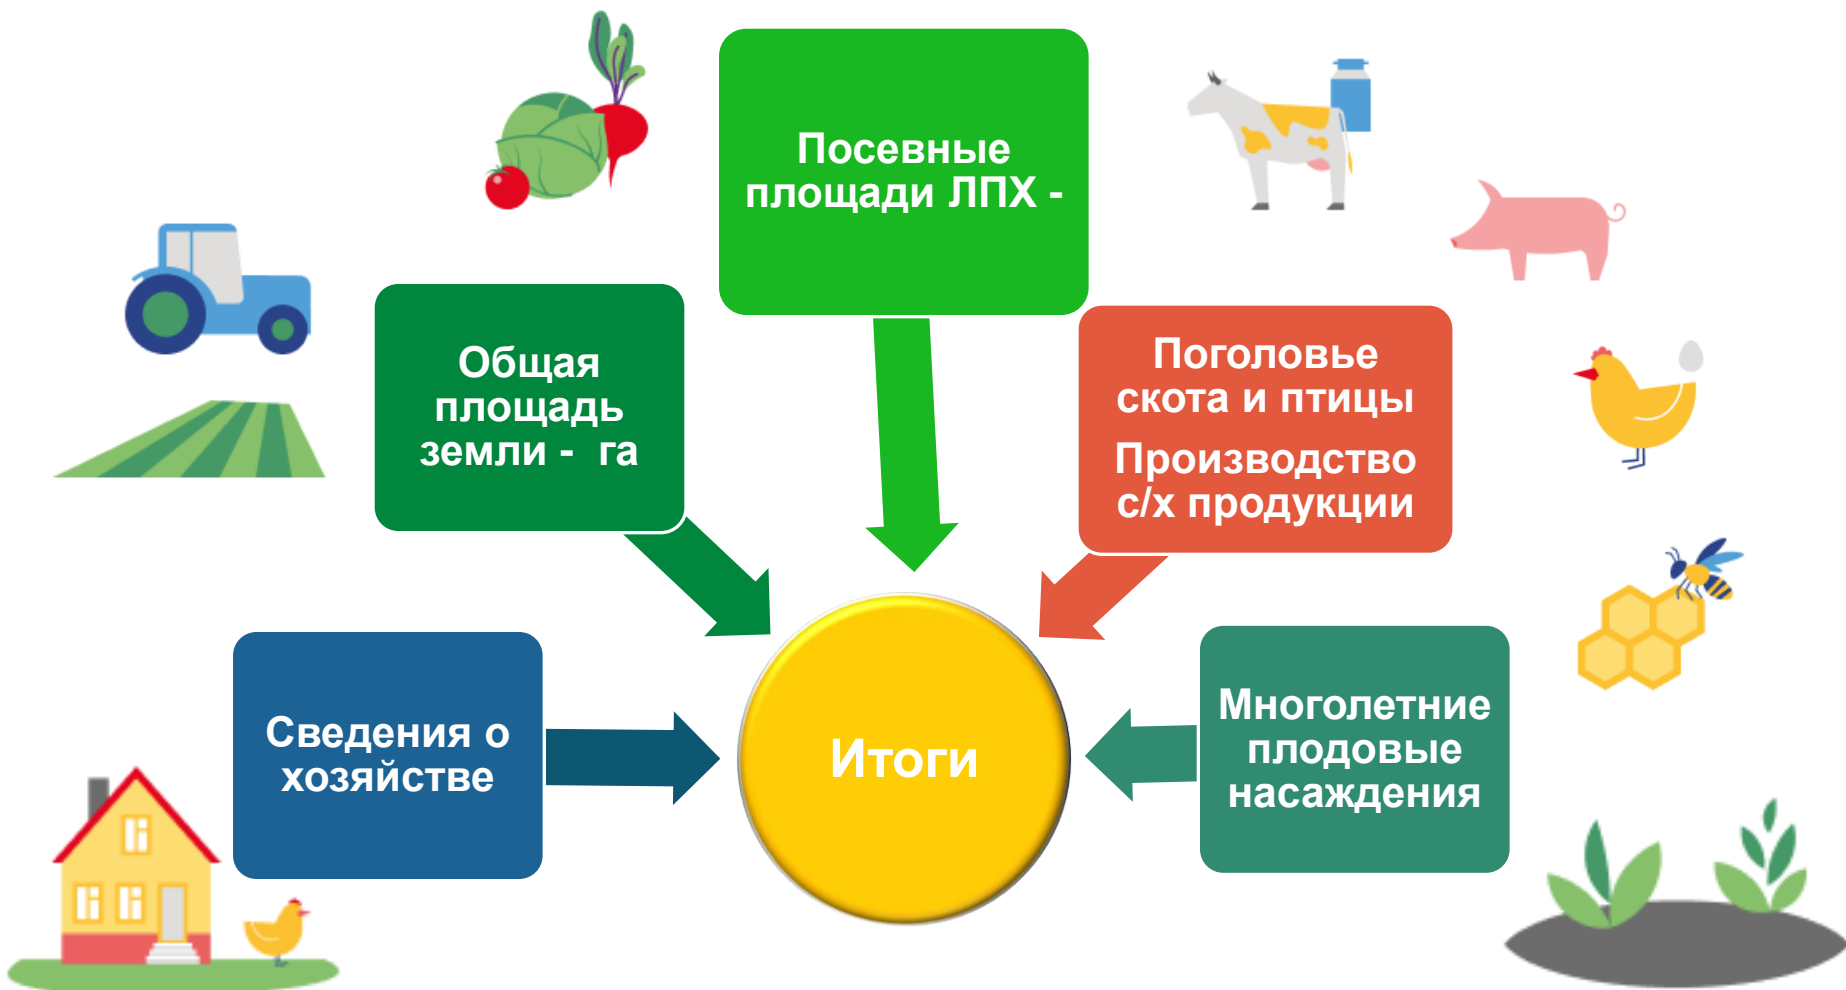 Посевные
площади ЛПХ -
Общая
площадь
земли -  га
Поголовье
скота и птицы
Производство
с/х продукции
Сведения о
хозяйстве
Итоги
Многолетние
плодовые
насаждения